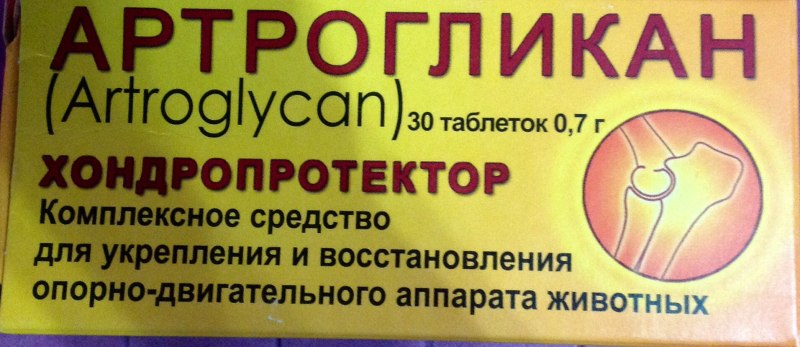 АРТРОГЛИКАН
(Artroglycan) 30 таблеток 0,7 г
ХОНДРОПРОТЕКТОР
Комплексное средство
для укрепления и восстановления
опорно-двигательного аппарата животных